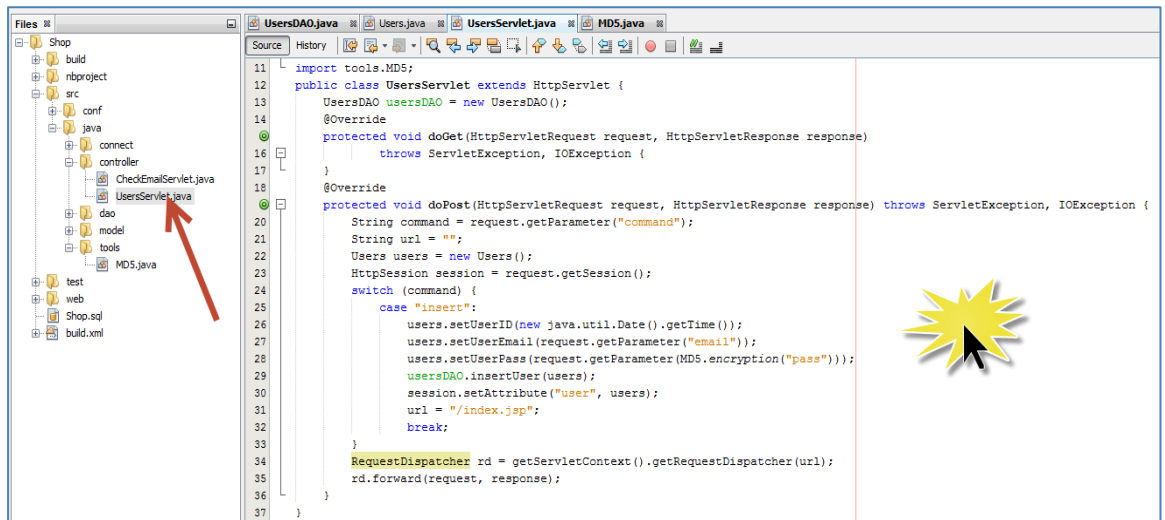 Files
Shop
build
nbproject
src
conf
java
connect
controller
CheckEmailServlet.java
UsersServlet.java
dao
model
tools
MD5.java
test
web
Shop.sql
build.xml
UsersDAO.java Users.java UsersServlet.java MD5.java
Source History
11 import tools.MD5;
12 public class UsersServlet extends HttpServlet {
13 UsersDAO usersDAO = new UsersDAO();
14 @Override
protected void doGet(HttpServletRequest request, HttpServletResponse response)
16 throws ServletException, IOException {
17 }
18 @Override
protected void doPost(HttpServletRequest request, HttpServletResponse response) throws ServletException, IOException {
20 String command = request.getParameter("command");
21 String url = "";
22 Users users = new Users();
23 HttpSession session = request.getSession();
24 switch (command) {
25 case "insert":
26 users.setUserID(new java.util.Date().getTime());
27 users.setUserEmail(request.getParameter("email"));
28 users.setUserPass(request.getParameter(MD5.encryption("pass")));
29 usersDAO.insertUser(users);
30 session.setAttribute("user", users);
31 url = "/index.jsp";
32 break;
33 }
34 RequestDispatcher rd = getServletContext().getRequestDispatcher(url);
35 rd.forward(request, response);
36 }
37 }